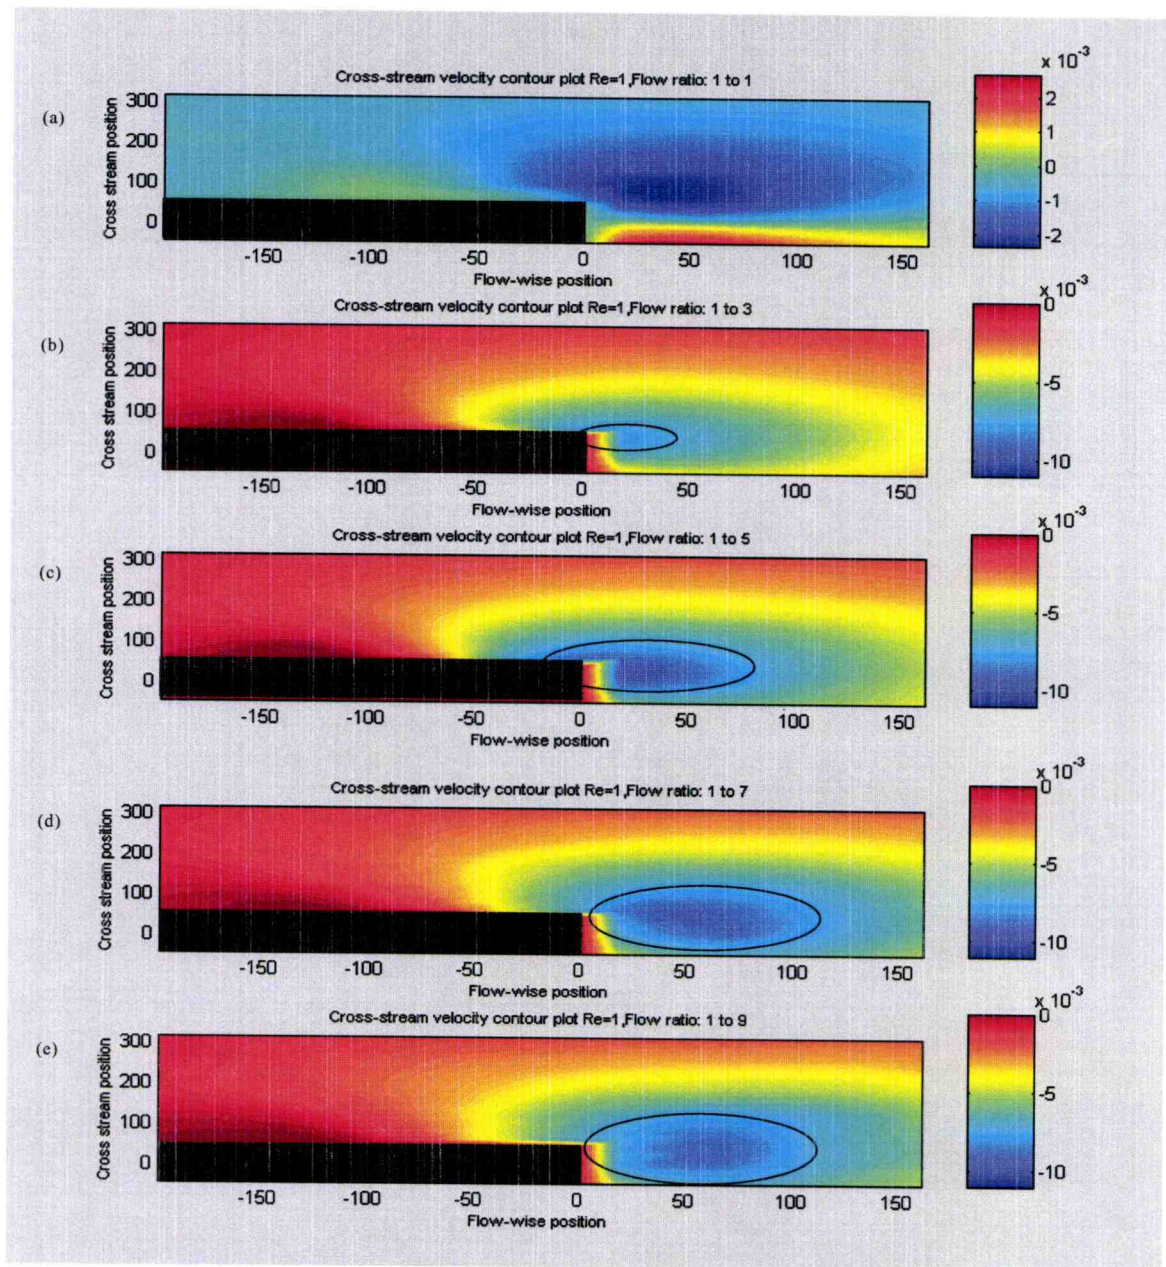 x 10-3
Cross-stream velocity contour plot Re=1,Flow ratio: 1 to 1
(a)
Cross stream position
300
200
100
0
-150 -100 -50 0 50 100 150
Flow-wise position
2
1
0
-1
-2
x 10-3
Cross-stream velocity contour plot Re=1,Flow ratio: 1 to 3
(b)
Cross stream position
300
200
100
0
-150 -100 -50 0 50 100 150
Flow-wise position
0
-5
-10
x 10-3
Cross-stream velocity contour plot Re=1,Flow ratio: 1 to 5
(c)
Cross stream position
300
200
100
0
-150 -100 -50 0 50 100 150
Flow-wise position
0
-5
-10
x 10-3
Cross-stream velocity contour plot Re=1,Flow ratio: 1 to 7
(d)
Cross stream position
300
200
100
0
-150 -100 -50 0 50 100 150
Flow-wise position
0
-5
-10
x 10-3
Cross-stream velocity contour plot Re=1,Flow ratio: 1 to 9
(e)
Cross stream position
300
200
100
0
-150 -100 -50 0 50 100 150
Flow-wise position
0
-5
-10